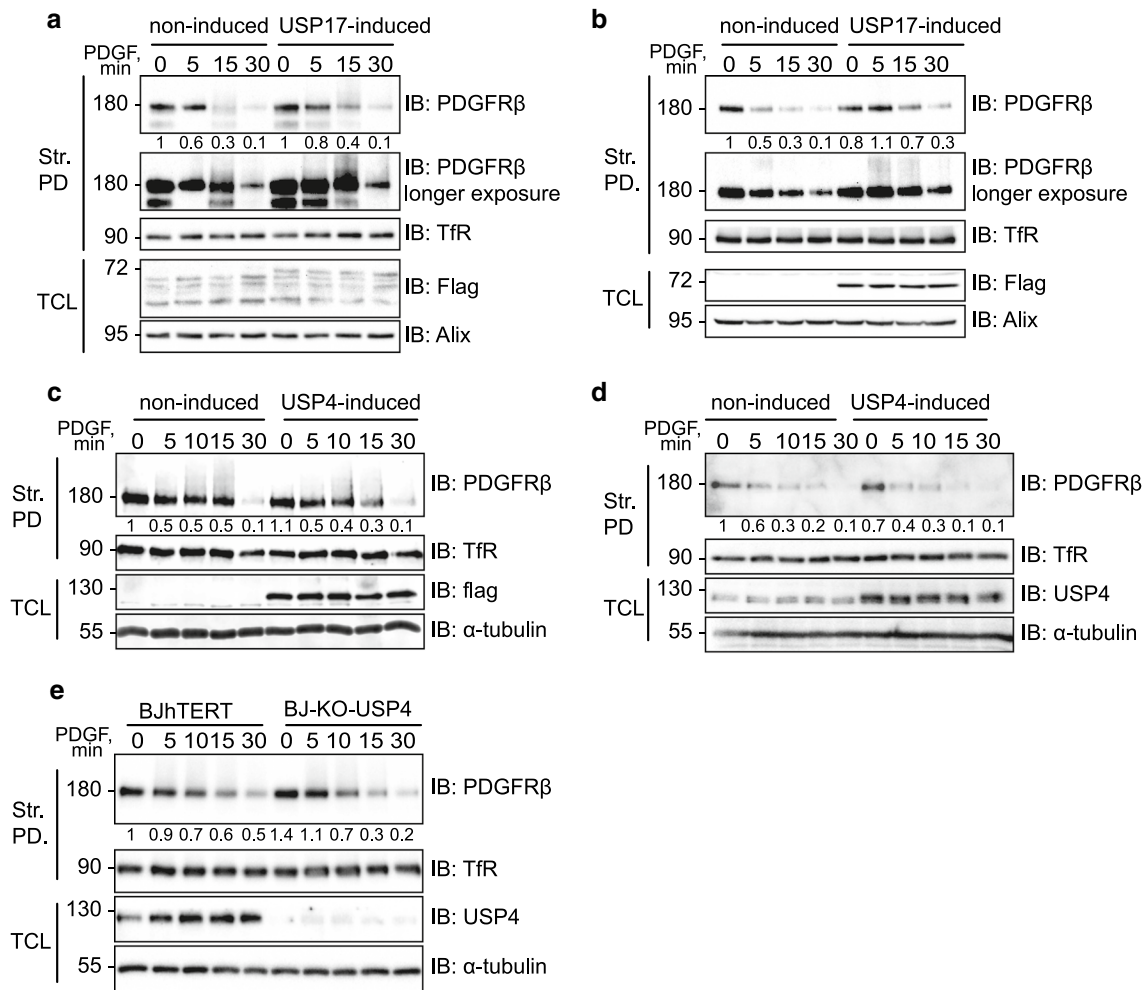 a
non-induced USP17-induced
PDGF, min 0 5 15 30 0 5 15 30
180 IB: PDGFRβ
1 0.6 0.3 0.1 1 0.8 0.4 0.1
Str. PD
180 IB: PDGFRβ longer exposure
90 IB: TfR
72 IB: Flag
TCL
95 IB: Alix
b
non-induced USP17-induced
PDGF, min 0 5 15 30 0 5 15 30
180 IB: PDGFRβ
1 0.5 0.3 0.1 0.8 1.1 0.7 0.3
Str. PD.
180 IB: PDGFRβ longer exposure
90 IB: TfR
72 IB: Flag
TCL
95 IB: Alix
c
non-induced USP4-induced
PDGF, min 0 5 10 15 30 0 5 10 15 30
Str. PD
180 IB: PDGFRβ
1 0.5 0.5 0.5 0.1 1.1 0.5 0.4 0.3 0.1
90 IB: TfR
130 IB: flag
TCL
55 IB: α-tubulin
d
non-induced USP4-induced
PDGF, min 0 5 10 15 30 0 5 10 15 30
Str. PD
180 IB: PDGFRβ
1 0.6 0.3 0.2 0.1 0.7 0.4 0.3 0.1 0.1
90 IB: TfR
130 IB: USP4
TCL
55 IB: α-tubulin
e
BJhTERT BJ-KO-USP4
PDGF, min 0 5 10 15 30 0 5 10 15 30
180 IB: PDGFRβ
Str. PD.
1 0.9 0.7 0.6 0.5 1.4 1.1 0.7 0.3 0.2
90 IB: TfR
130 IB: USP4
TCL
55 IB: α-tubulin